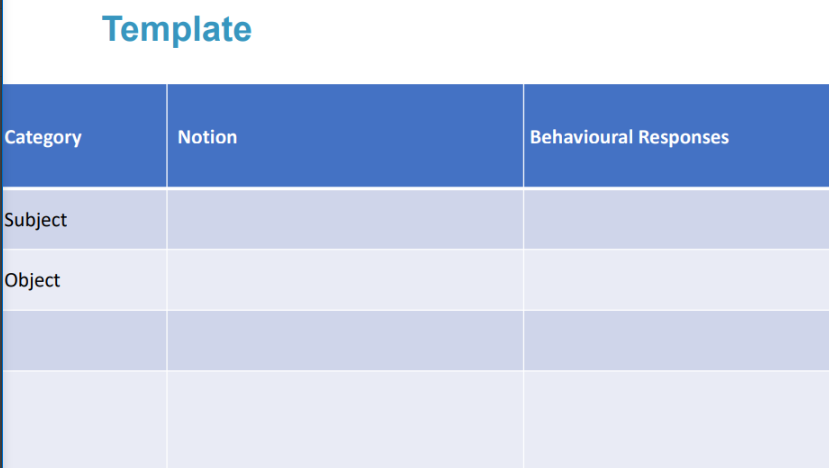 Template
Category Notion Behavioural Responses
Subject
Object